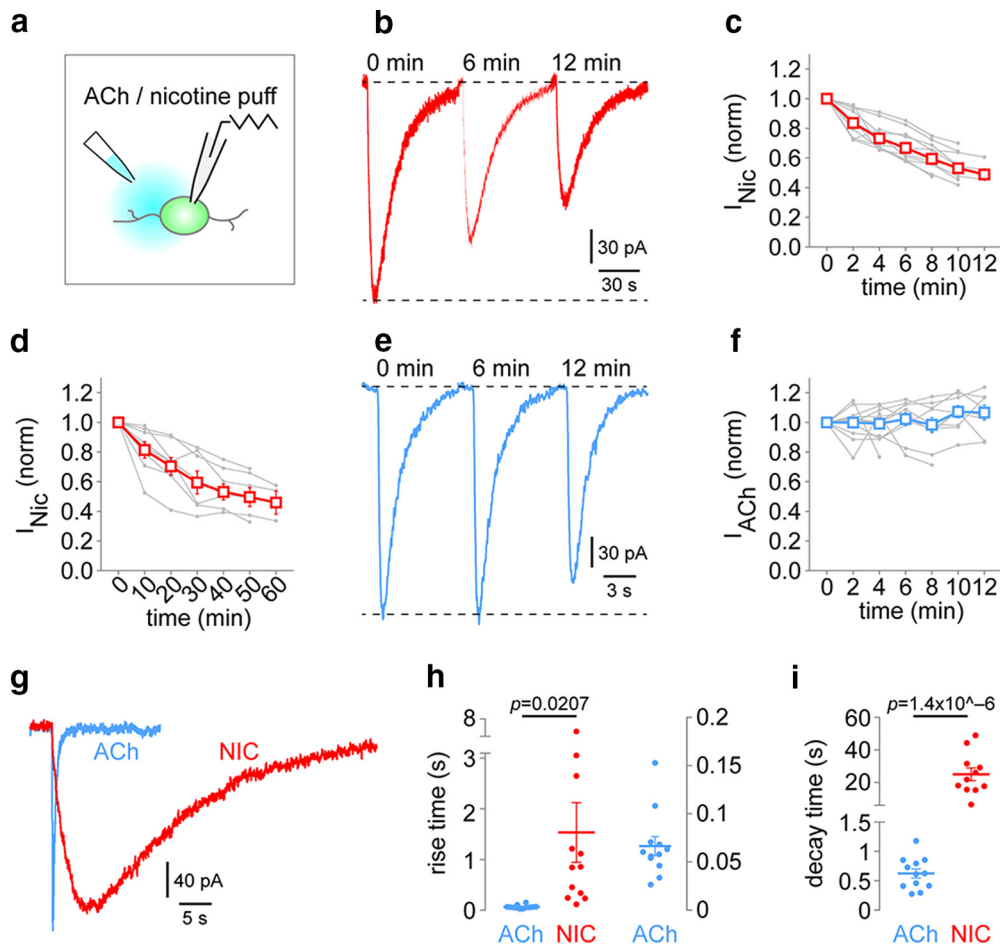 a
ACh / nicotine puff
b
0 min 6 min 12 min
30 pA
30 s
c
I Nic (norm)
1.2
1.0
0.8
0.6
0.4
0.2
0.0
0 2 4 6 8 10 12
time (min)
d
I Nic (norm)
1.2
1.0
0.8
0.6
0.4
0.2
0.0
0 10 20 30 40 50 60
time (min)
e
0 min 6 min 12 min
30 pA
3 s
f
I ACh (norm)
1.2
1.0
0.8
0.6
0.4
0.2
0.0
0 2 4 6 8 10 12
time (min)
g
ACh NIC
40 pA
5 s
h
p=0.0207
rise time (s)
8
3
2
1
0
0.2
0.15
0.1
0.05
0
ACh NIC ACh
i
p=1.4x10^–6
decay time (s)
60
40
20
1.5
1
0.5
0
ACh NIC